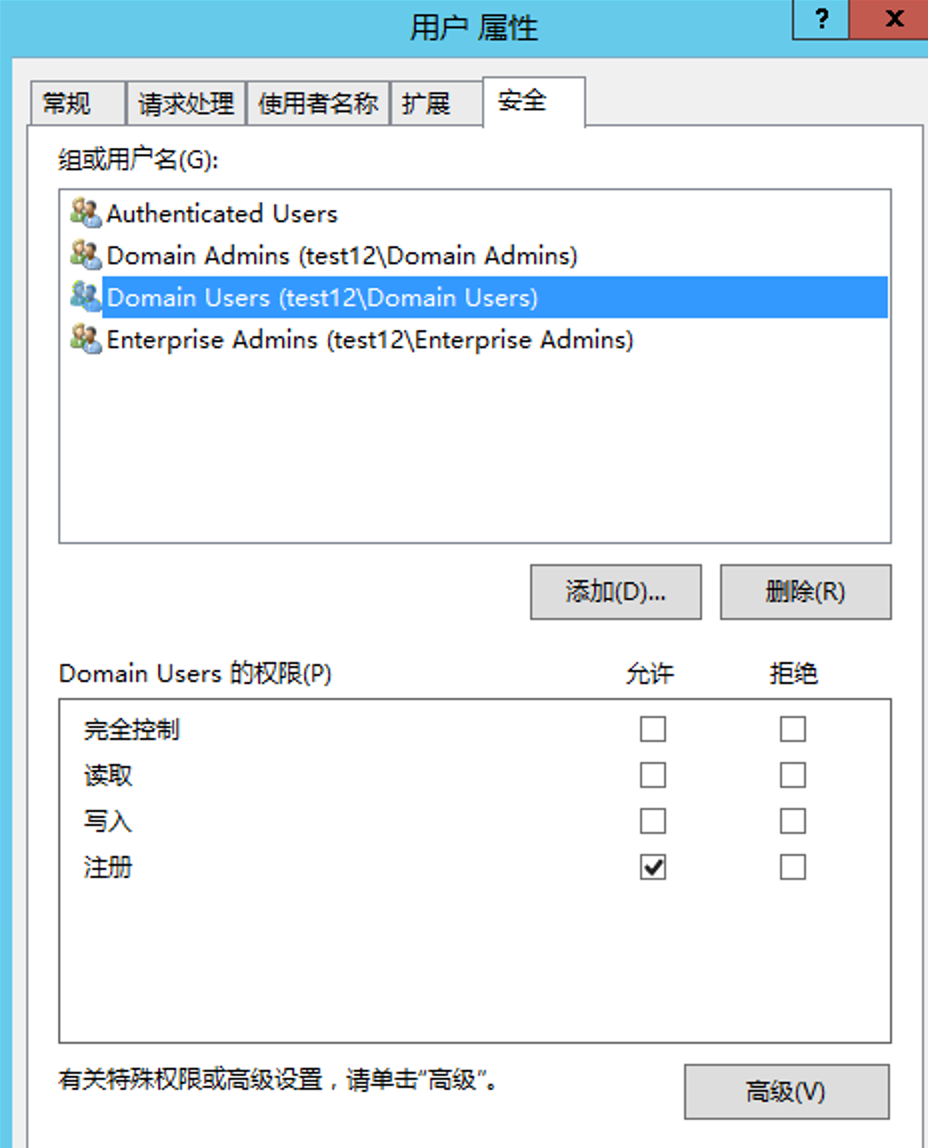 用户 属性
? X
常规 请求处理 使用者名称 扩展 安全
组或用户名(G):
Authenticated Users
Domain Admins (test12\Domain Admins)
Domain Users (test12\Domain Users)
Enterprise Admins (test12\Enterprise Admins)
添加(D)... 删除(R)
Domain Users 的权限(P) 允许 拒绝
完全控制
读取
写入
注册
有关特殊权限或高级设置，请单击“高级”。
高级(V)